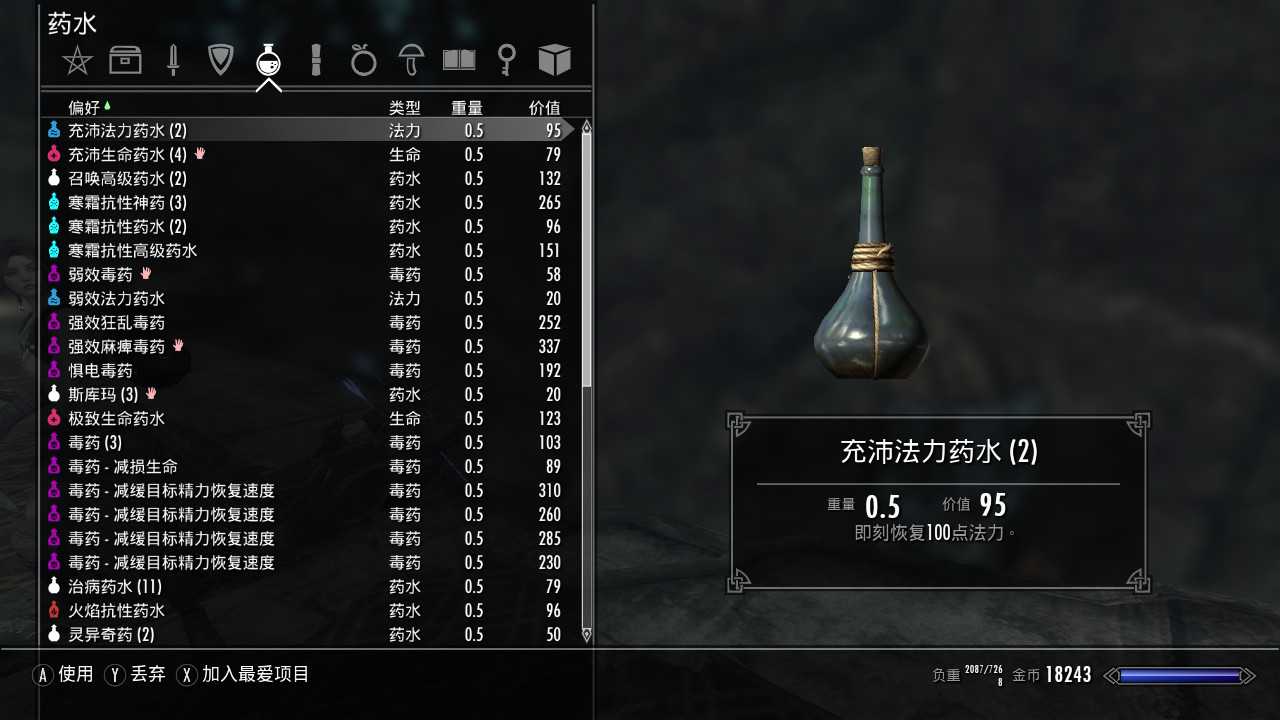 药水
偏好 类型 重量 价值
充沛法力药水 (2) 法力 0.5 95
充沛生命药水 (4) 生命 0.5 79
召唤高级药水 (2) 药水 0.5 132
寒霜抗性神药 (3) 药水 0.5 265
寒霜抗性药水 (2) 药水 0.5 96
寒霜抗性高级药水 药水 0.5 151
弱效毒药 毒药 0.5 58
弱效法力药水 法力 0.5 20
强效狂乱毒药 毒药 0.5 252
强效麻痹毒药 毒药 0.5 337
惧电毒药 毒药 0.5 192
斯库玛 (3) 药水 0.5 20
极致生命药水 生命 0.5 123
毒药 (3) 毒药 0.5 103
毒药 - 减损生命 毒药 0.5 89
毒药 - 减缓目标精力恢复速度 毒药 0.5 310
毒药 - 减缓目标精力恢复速度 毒药 0.5 260
毒药 - 减缓目标精力恢复速度 毒药 0.5 285
毒药 - 减缓目标精力恢复速度 毒药 0.5 230
治病药水 (11) 药水 0.5 79
火焰抗性药水 药水 0.5 96
灵异奇药 (2) 药水 0.5 50
充沛法力药水 (2)
重量 0.5 价值 95
即刻恢复100点法力。
A 使用 Y 丢弃 X 加入最爱项目
负重 2087/7268 金币 18243